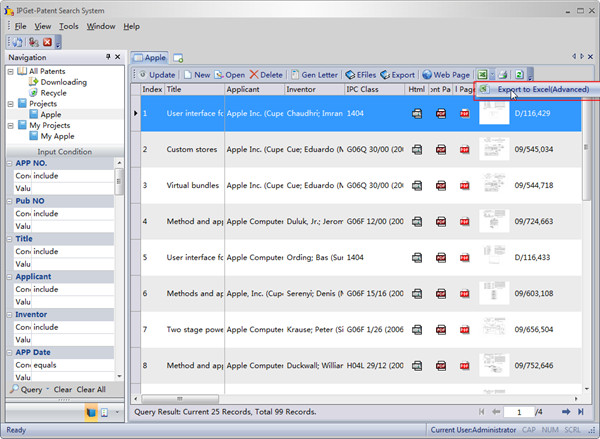 IPGet-Patent Search System
File View Tools Window Help
Navigation
All Patents
Downloading
Recycle
Projects
Apple
My Projects
My Apple
Input Condition
APP NO.
Con include
Valu
Pub NO
Con include
Valu
Title
Con include
Valu
Applicant
Con include
Valu
Inventor
Con include
Valu
APP Date
Con equals
Valu
Query Clear Clear All
Apple
Update New Open Delete Gen Letter EFiles Export Web Page
Export to Excel(Advanced)
Index Title Applicant Inventor IPC Class Html ont Pa l Page
1 User interface fo Apple Inc. (Cupe Chaudhri; Imran 1404 D/116,429
2 Custom stores Apple Inc. (Cupe Cue; Eduardo (M G06Q 30/00 (200 09/545,034
3 Virtual bundles Apple Inc. (Cupe Cue; Eduardo (M G06Q 30/00 (200 09/544,718
4 Method and app Apple Computer Duluk, Jr.; Jerom G06F 12/00 (200 09/724,663
5 User interface fo Apple Computer Ording; Bas (Sun 1404 D/116,433
6 Methods and ap Apple, Inc. (Cupe Serenyi; Denis (M G06F 15/16 (200 09/603,108
7 Two stage powe Apple Computer Krause; Peter (Si G06F 1/26 (2006 09/656,504
8 Method and app Apple Computer Duckwall; Willian H04L 29/12 (200 09/752,646
Query Result: Current 25 Records, Total 99 Records.
1 /4
Ready
Current User:Administrator CAP NUM SCRL